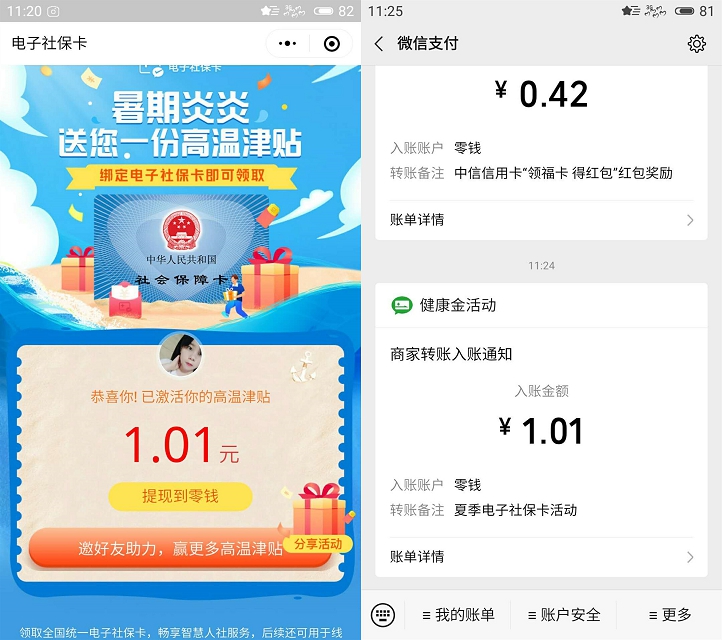 11:20
82
电子社保卡
电子社保卡
暑期炎炎
送您一份高温津贴
绑定电子社保卡即可领取
中华人民共和国
社会保障卡
恭喜你!已激活你的高温津贴
1.01元
提现到零钱
邀好友助力，赢更多高温津贴
分享活动
领取全国统一电子社保卡，畅享智慧人社服务，后续还可用于线
11:25
81
微信支付
¥ 0.42
入账账户 零钱
转账备注 中信信用卡“领福卡 得红包”红包奖励
账单详情
11:24
健康金活动
商家转账入账通知
入账金额
¥ 1.01
入账账户 零钱
转账备注 夏季电子社保卡活动
账单详情
我的账单
账户安全
更多